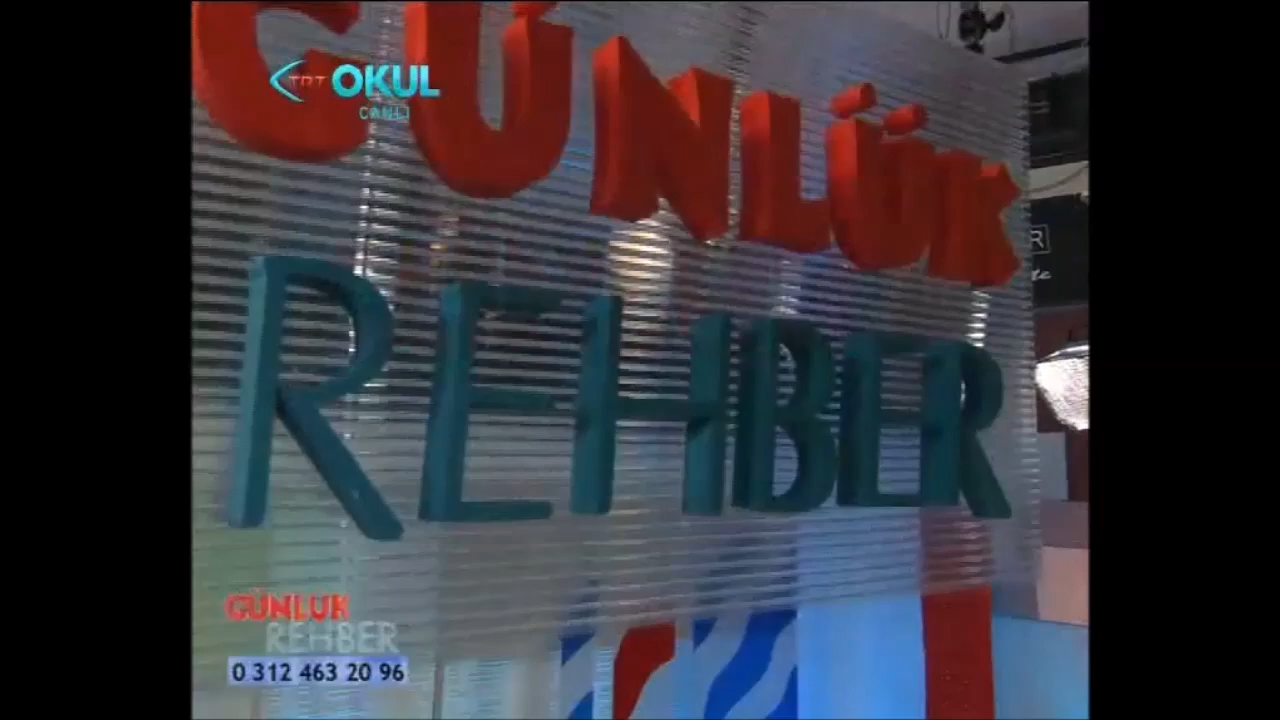 GÜNLÜK
REHBER
TRT OKUL
CANLI
R
GÜNLÜK
REHBER
0 312 463 20 96